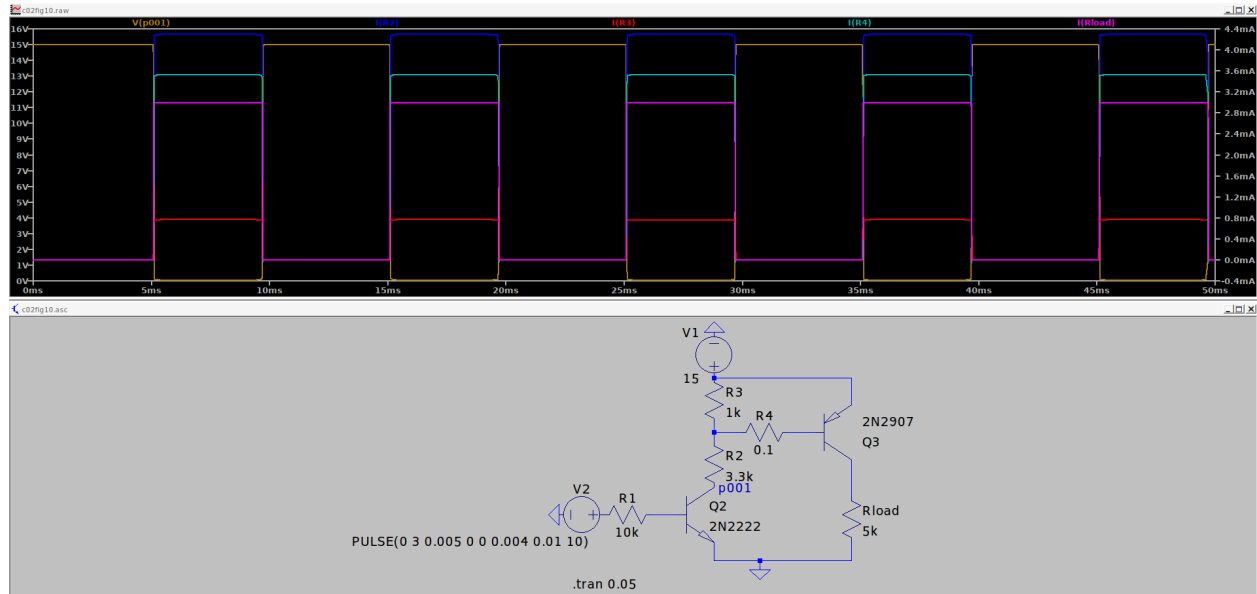 c02fig10.raw
V(p001) I(R2) I(R3) I(R4) I(Rload)
16V 4.4mA
15V 4.0mA
14V
13V 3.6mA
12V 3.2mA
11V
10V 2.8mA
9V 2.4mA
8V
7V 2.0mA
6V 1.6mA
5V
4V 1.2mA
3V 0.8mA
2V 0.4mA
1V 0.0mA
0V -0.4mA
0ms 5ms 10ms 15ms 20ms 25ms 30ms 35ms 40ms 45ms 50ms
c02fig10.asc
V1
15
R3
1k
R4
0.1
2N2907
Q3
R2
3.3k
p001
V2
R1
10k
Q2
2N2222
Rload
5k
PULSE(0 3 0.005 0 0 0.004 0.01 10)
.tran 0.05